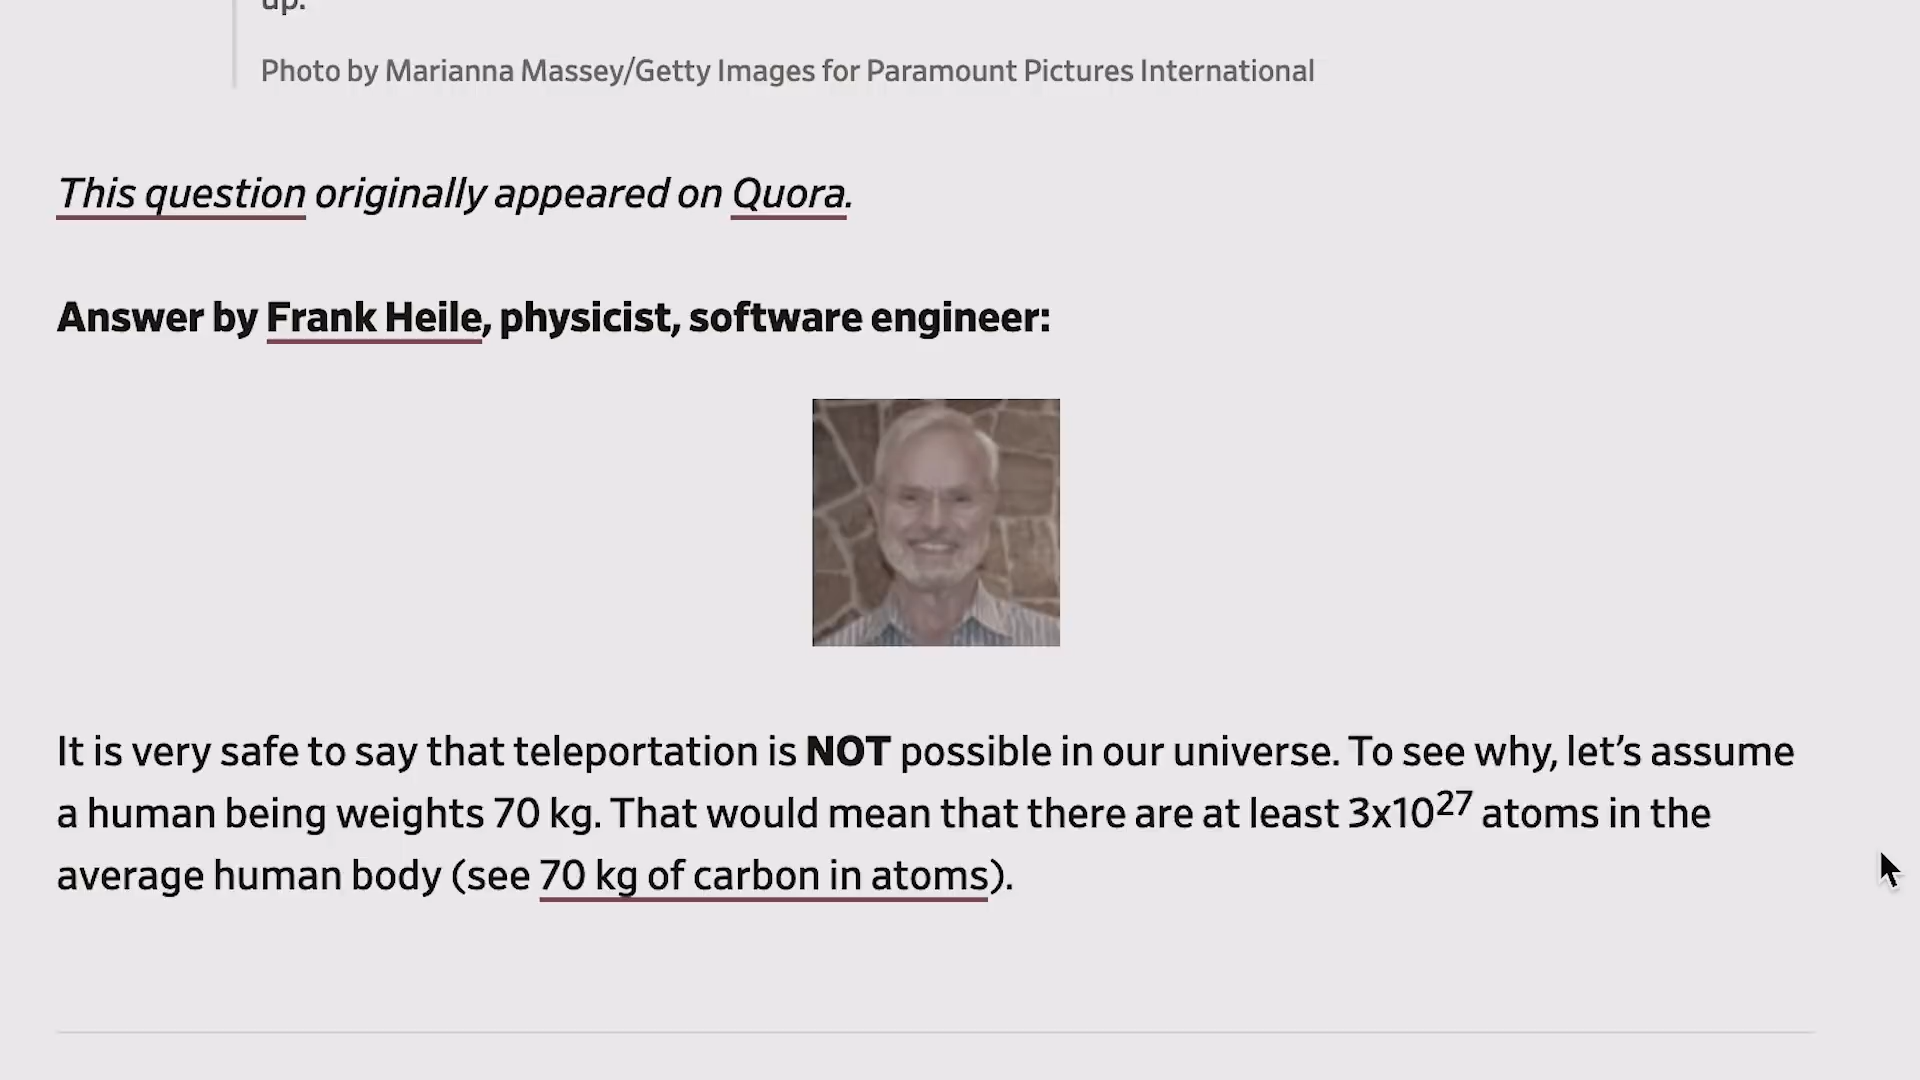 up.
Photo by Marianna Massey/Getty Images for Paramount Pictures International
This question originally appeared on Quora.
Answer by Frank Heile, physicist, software engineer:
It is very safe to say that teleportation is NOT possible in our universe. To see why, let’s assume
a human being weights 70 kg. That would mean that there are at least 3x10²⁷ atoms in the
average human body (see 70 kg of carbon in atoms).